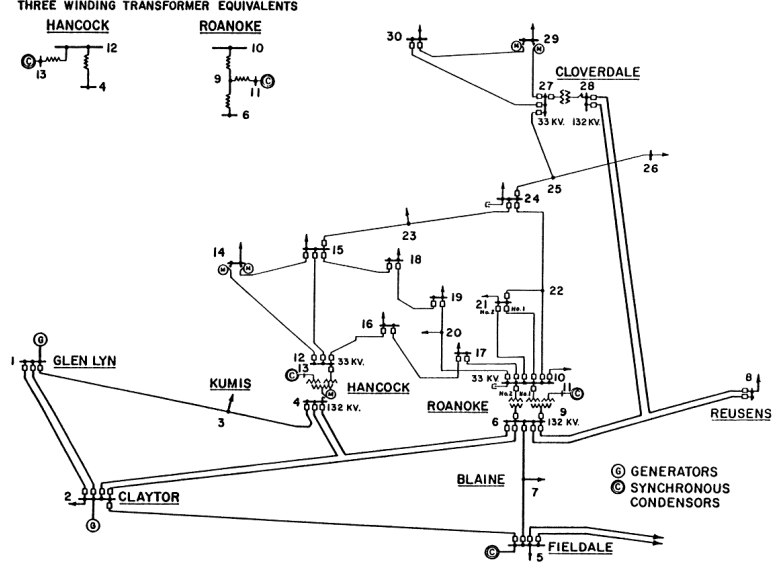 THREE WINDING TRANSFORMER EQUIVALENTS
HANCOCK
ROANOKE
12
C
13
4
10
9
C
11
6
30
29
M M
CLOVERDALE
27
28
33 KV.
132 KV.
26
25
24
23
14
M M
15
18
22
21
No.2
No.1
19
16
20
17
12
33 KV.
13
C
HANCOCK
M
4
132 KV.
G
1
GLEN LYN
KUMIS
3
33 KV.
10
11
No.2
No.1
C
ROANOKE
9
6
132 KV.
8
REUSENS
BLAINE
7
G GENERATORS
C SYNCHRONOUS
CONDENSORS
2
CLAYTOR
G
C
5
FIELDALE